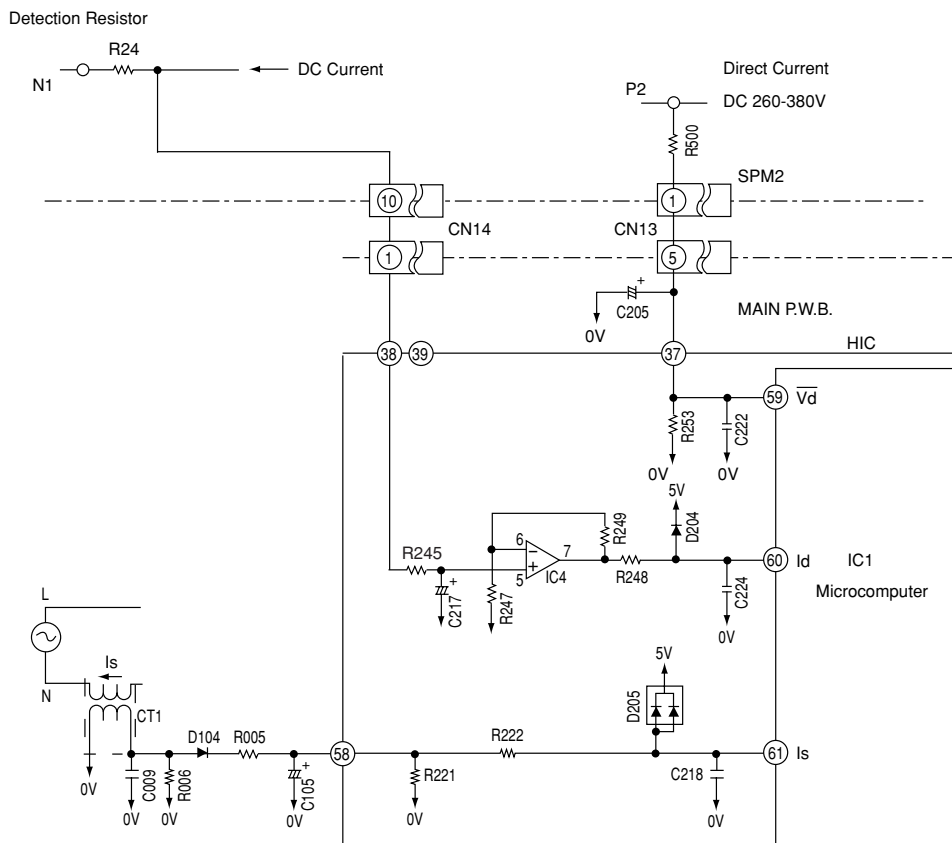 Detection Resistor
R24
N1
DC Current
Direct Current
P2
DC 260-380V
R500
SPM2
10
1
CN14
CN13
1
5
+
C205
0V
MAIN P.W.B.
38
39
37
HIC
59
Vd
R253
C222
0V
0V
5V
D204
R249
6
7
5
IC4
R245
+
C217
R247
R248
60
Id
C224
0V
IC1
Microcomputer
L
N
Is
CT1
5V
D205
D104
R005
58
R222
61
Is
0V
C009
R006
+
C105
R221
C218
0V
0V
0V
0V
0V